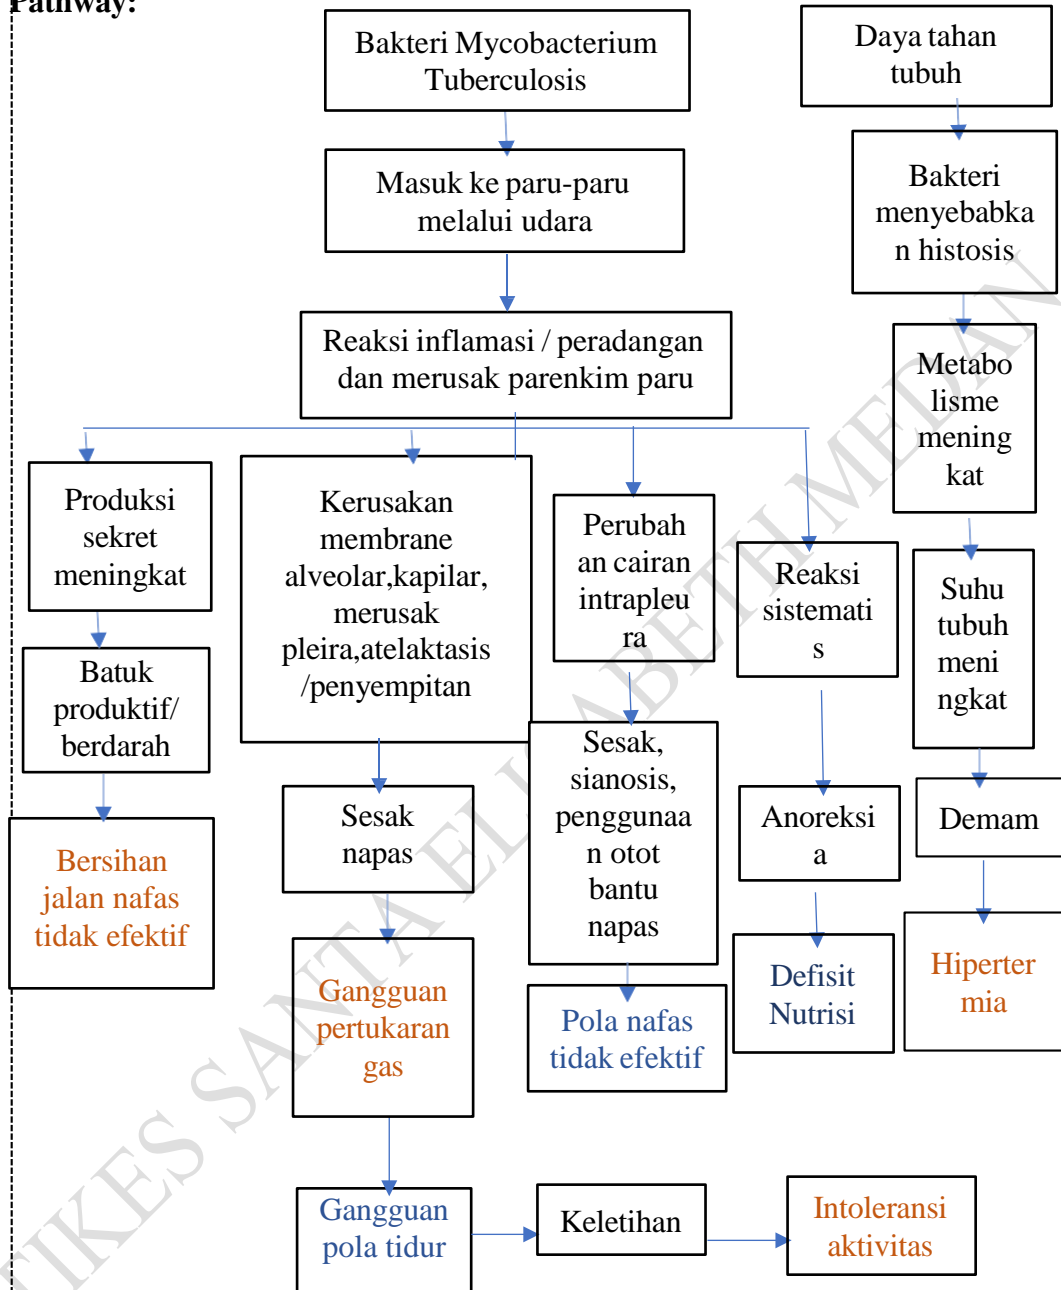 Pathway:
Bakteri Mycobacterium
Tuberculosis
Daya tahan
tubuh
Masuk ke paru-paru
melalui udara
Bakteri
menyebabka
n histosis
Reaksi inflamasi / peradangan
dan merusak parenkim paru
Metabo
lisme
mening
kat
Produksi
sekret
meningkat
Kerusakan
membrane
alveolar,kapilar,
merusak
pleira,atelaktasis
/penyempitan
Perubah
an cairan
intrapleu
ra
Reaksi
sistemati
s
Suhu
tubuh
meni
ngkat
Batuk
produktif/
berdarah
Sesak
napas
Sesak,
sianosis,
penggunaa
n otot
bantu
napas
Anoreksi
a
Demam
Bersihan
jalan nafas
tidak efektif
Gangguan
pertukaran
gas
Pola nafas
tidak efektif
Defisit
Nutrisi
Hiperter
mia
Gangguan
pola tidur
Keletihan
Intoleransi
aktivitas